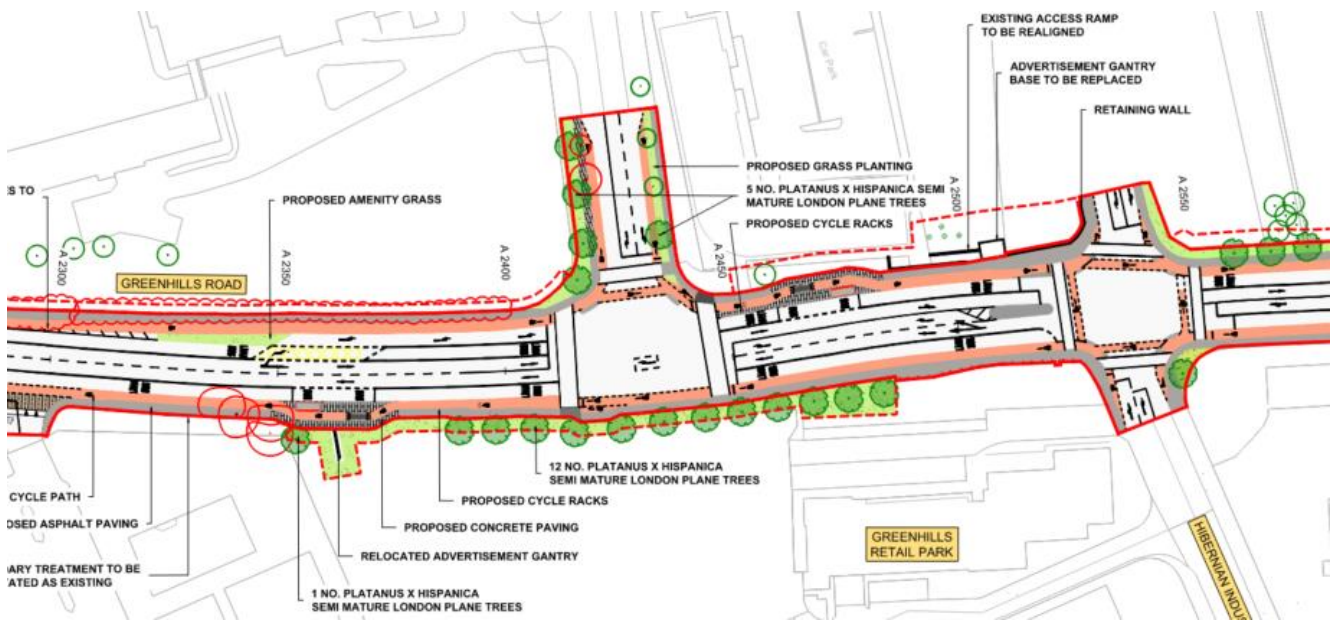 EXISTING ACCESS RAMP
TO BE REALIGNED
ADVERTISEMENT GANTRY
BASE TO BE REPLACED
RETAINING WALL
Car Park
PROPOSED GRASS PLANTING
5 NO. PLATANUS X HISPANICA SEMI
MATURE LONDON PLANE TREES
PROPOSED CYCLE RACKS
TO
PROPOSED AMENITY GRASS
GREENHILLS ROAD
A 2300
A 2350
A 2400
A 2450
A 2500
A 2550
12 NO. PLATANUS X HISPANICA
SEMI MATURE LONDON PLANE TREES
CYCLE PATH
PROPOSED CYCLE RACKS
OSED ASPHALT PAVING
PROPOSED CONCRETE PAVING
RELOCATED ADVERTISEMENT GANTRY
DARY TREATMENT TO BE
TATED AS EXISTING
1 NO. PLATANUS X HISPANICA
SEMI MATURE LONDON PLANE TREES
GREENHILLS
RETAIL PARK
HIBERNIAN INDUS